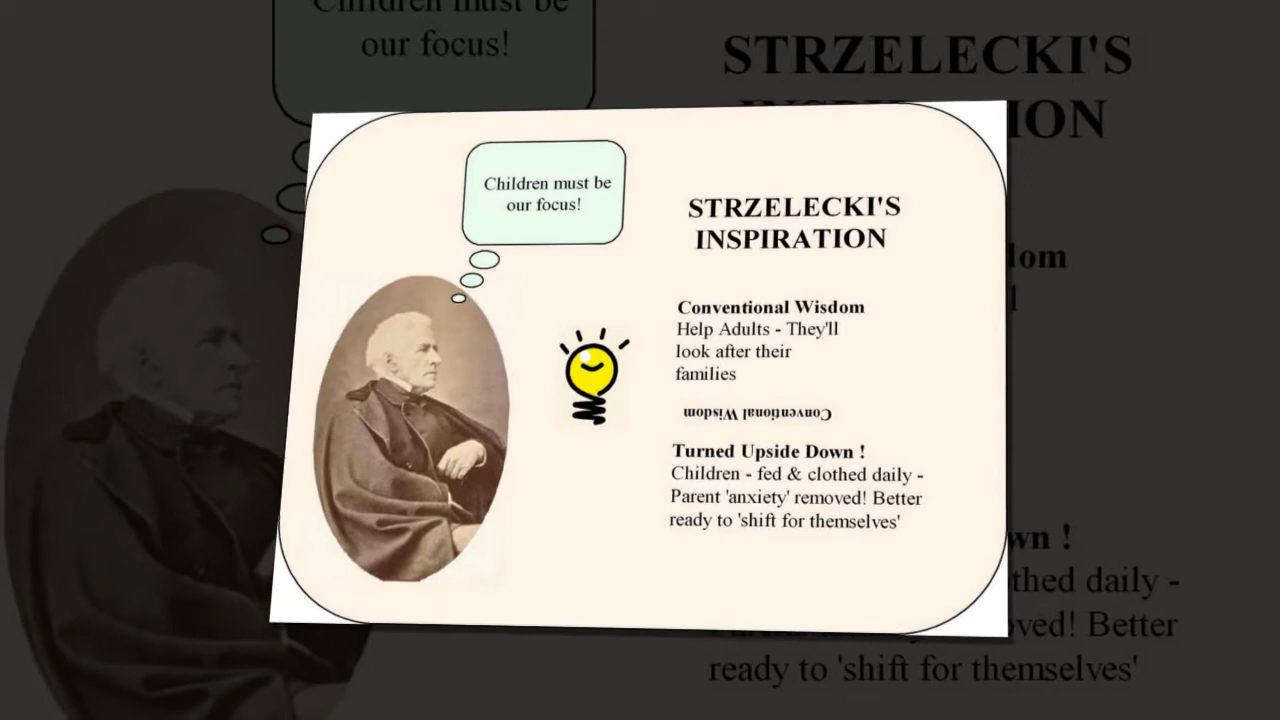 Children must be
our focus!
STRZELECKI'S
INSPIRATION
Conventional Wisdom
Help Adults - They'll
look after their
families
Conventional Wisdom
Turned Upside Down !
Children - fed & clothed daily -
Parent 'anxiety' removed! Better
ready to 'shift for themselves'